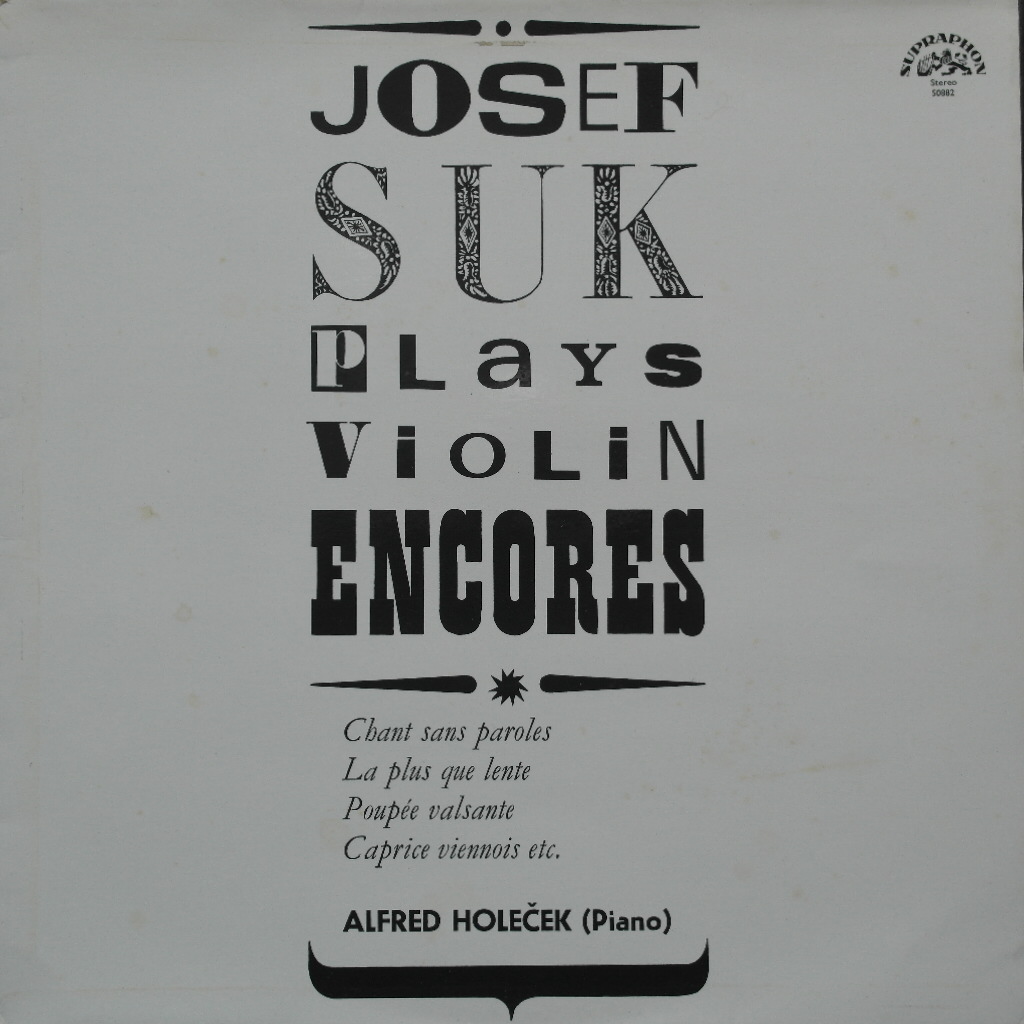 SUPRAPHON
Stereo
50882
JOSEF
SUK
PLaYS
ViOLiN
ENCORES
Chant sans paroles
La plus que lente
Poupée valsante
Caprice viennois etc.
ALFRED HOLEČEK (Piano)